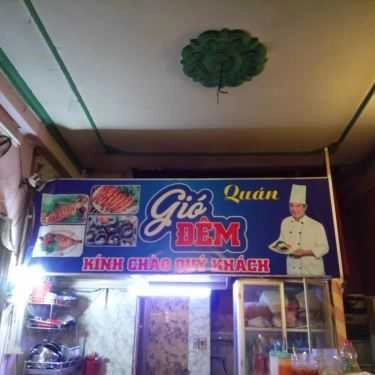 Quán
Gió
ĐÊM
KÍNH CHÀO QUÝ KHÁCH